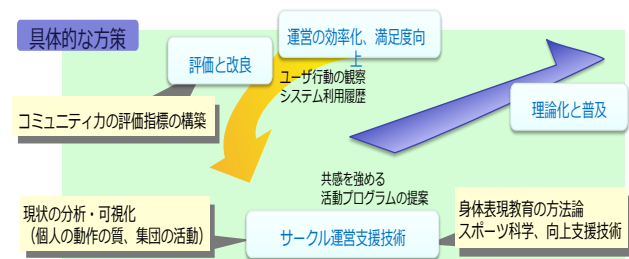 具体的な方策
運営の効率化、満足度向
上
評価と改良
ユーザ行動の観察
システム利用履歴
コミュニティ力の評価指標の構築
理論化と普及
共感を強める
活動プログラムの提案
現状の分析・可視化
（個人の動作の質、集団の活動）
サークル運営支援技術
身体表現教育の方法論
スポーツ科学、向上支援技術